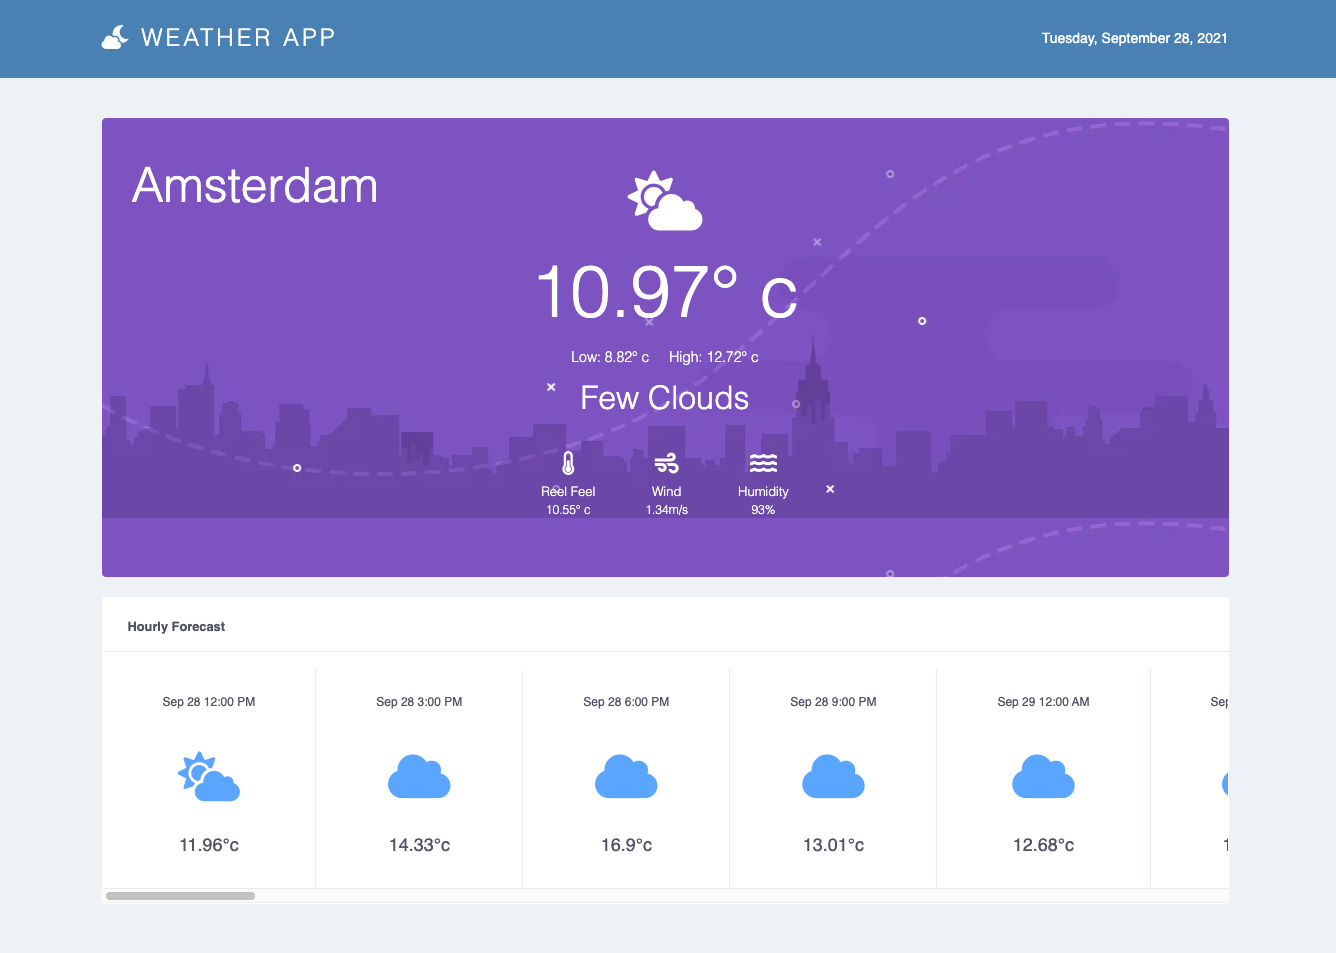 WEATHER APP
Tuesday, September 28, 2021
Amsterdam
10.97° c
Low: 8.82° c High: 12.72° c
Few Clouds
Reel Feel Wind Humidity
10.55° c 1.34m/s 93%
Hourly Forecast
Sep 28 12:00 PM Sep 28 3:00 PM Sep 28 6:00 PM Sep 28 9:00 PM Sep 29 12:00 AM
11.96°c 14.33°c 16.9°c 13.01°c 12.68°c